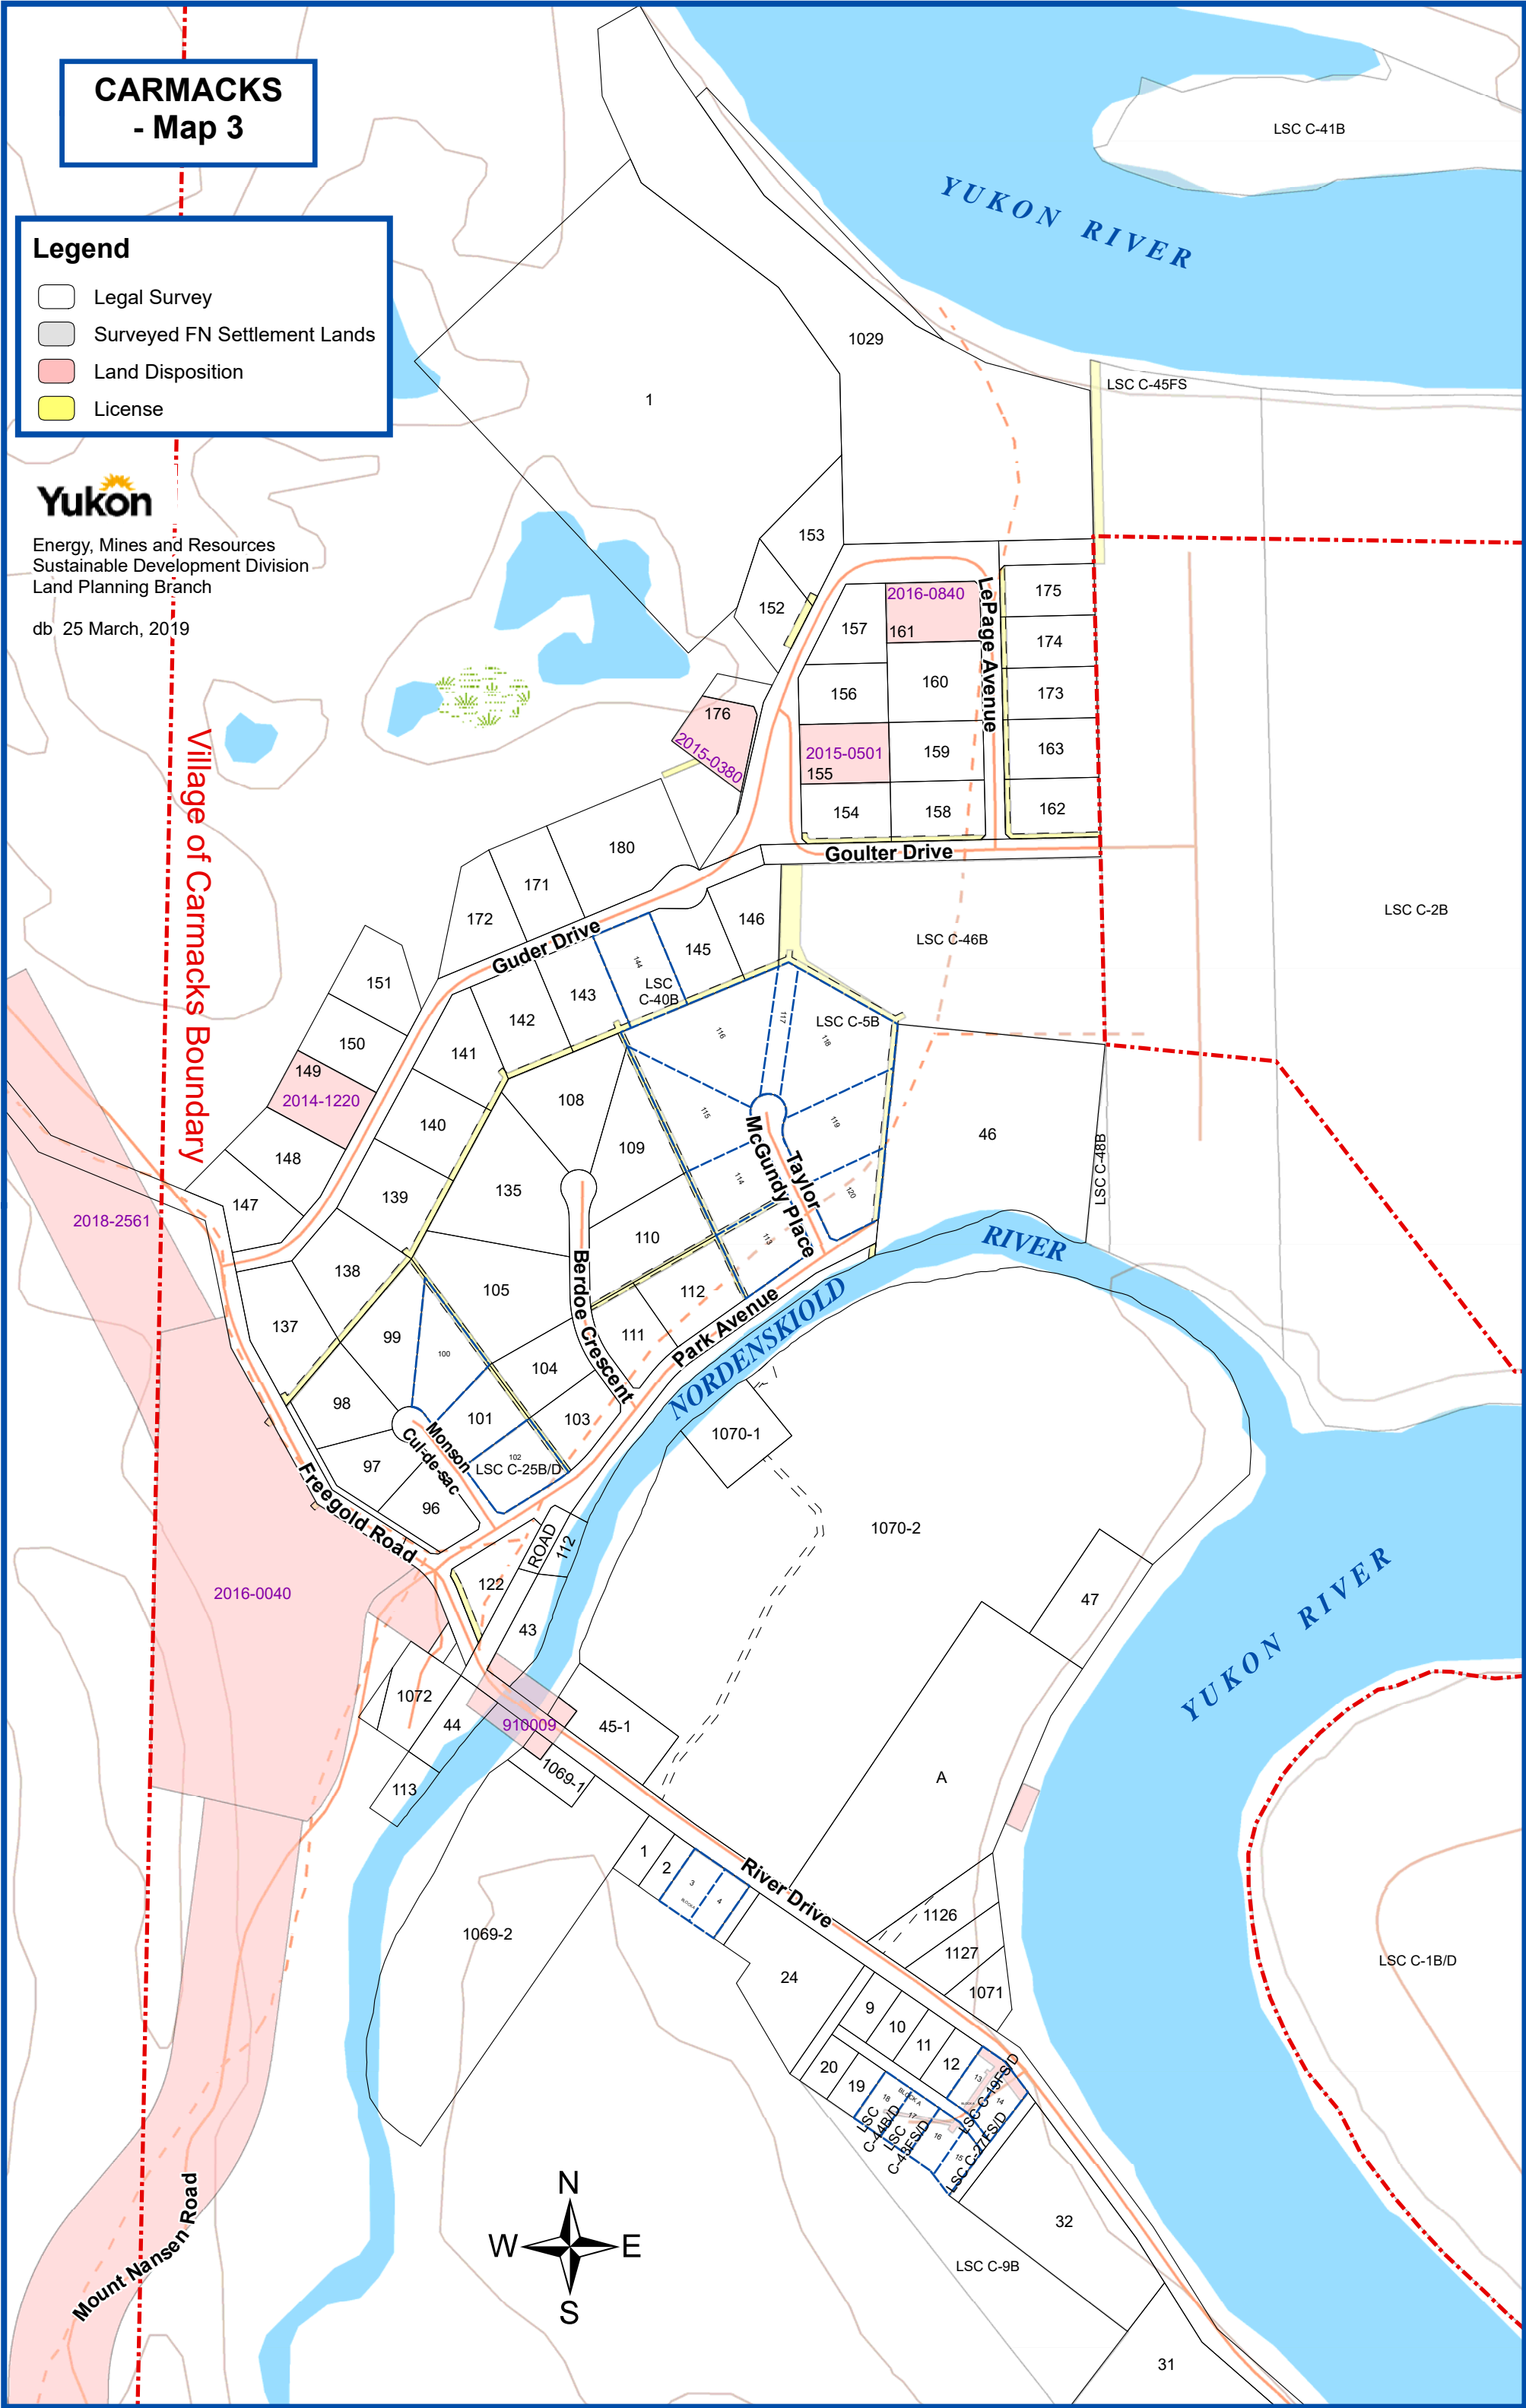 CARMACKS
- Map 3
Legend
Legal Survey
Surveyed FN Settlement Lands
Land Disposition
License
Yukon
Energy, Mines and Resources
Sustainable Development Division
Land Planning Branch
db 25 March, 2019
Village of Carmacks Boundary
YUKON RIVER
LSC C-41B
LSC C-45FS
1029
1
153
152
157
2016-0840
161
LePage Avenue
175
174
173
163
162
156
160
2015-0501
155
159
154
158
176
2015-0380
Goulter Drive
180
171
172
Guder Drive
146
145
144
LSC
C-40B
143
142
141
140
139
138
137
151
150
149
2014-1220
148
147
LSC C-46B
LSC C-2B
LSC C-5B
116
117
118
115
119
114
120
113
Taylor
McGundy Place
46
LSC C-48B
108
109
135
110
105
112
111
Berdoe Crescent
Park Avenue
NORDENSKIOLD
RIVER
99
100
104
98
101
103
102
LSC C-25B/D
Monson
Cul-de-sac
97
96
Freegold Road
2018-2561
2016-0040
122
ROAD
112
43
1070-1
1070-2
47
YUKON RIVER
1072
44
910009
45-1
113
1069-1
A
1
2
3
4
River Drive
1069-2
24
1126
1127
1071
9
10
11
12
13
14
20
19
18
BLOCK A
17
16
15
LSC
C-44B/D
LSC
C-43FS/D
LSC C-19FS/D
LSC C-27FS/D
LSC C-1B/D
32
LSC C-9B
31
Mount Nansen Road
N
W
E
S